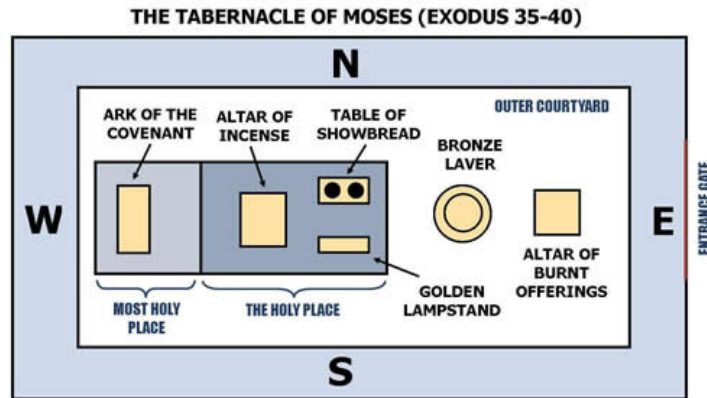 THE TABERNACLE OF MOSES (EXODUS 35-40)
N
OUTER COURTYARD
ARK OF THE
COVENANT
ALTAR OF
INCENSE
TABLE OF
SHOWBREAD
BRONZE
LAVER
W
E
ENTRANCE GATE
ALTAR OF
BURNT
OFFERINGS
GOLDEN
LAMPSTAND
MOST HOLY
PLACE
THE HOLY PLACE
S